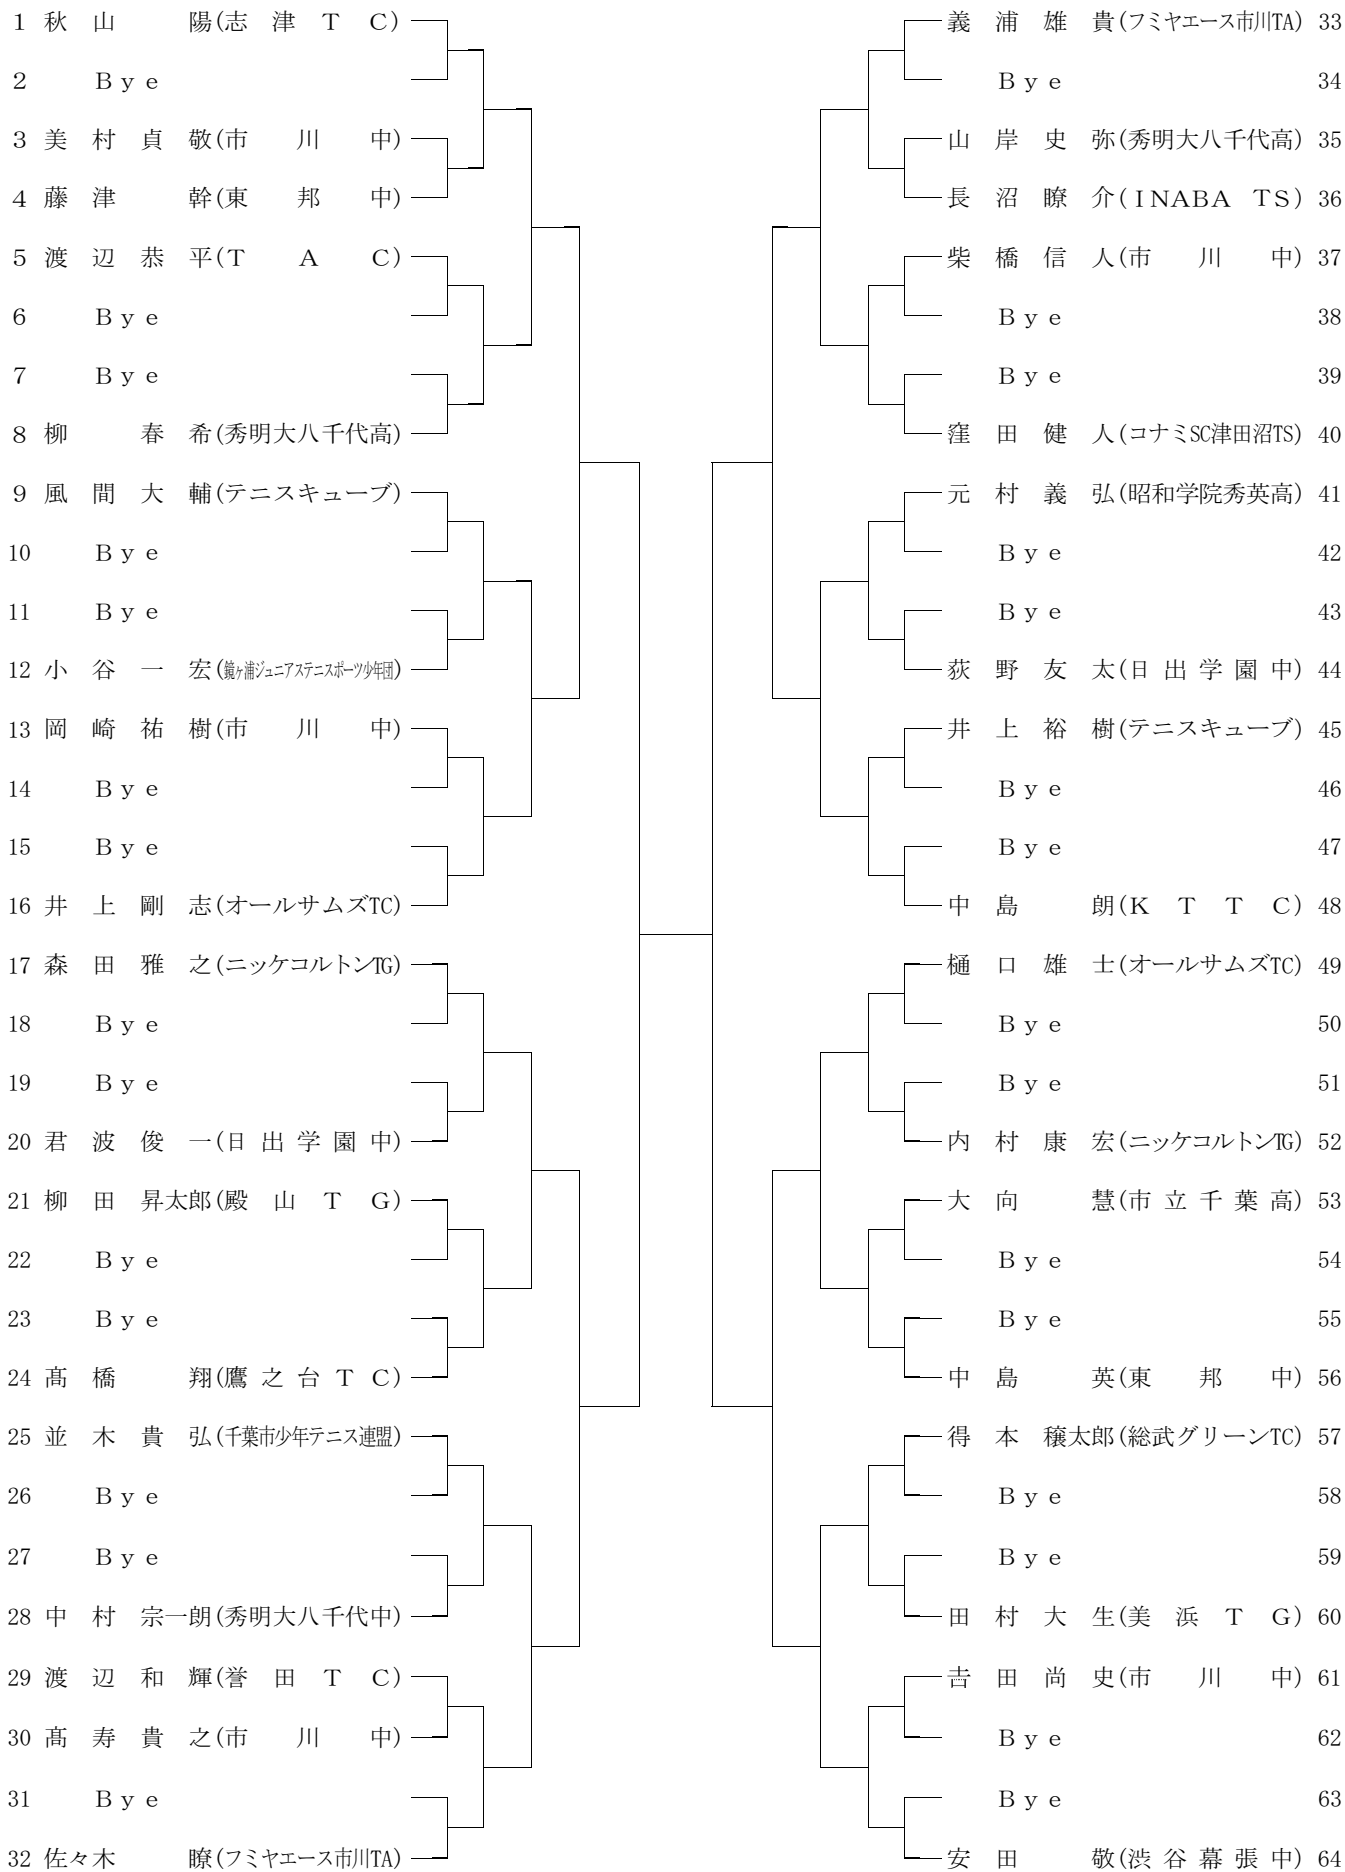 1 秋山 陽(志津TC)
2 Bye
3 美村貞敬(市川中)
4 藤津 幹(東邦中)
5 渡辺恭平(TAC)
6 Bye
7 Bye
8 柳 春希(秀明大八千代高)
9 風間大輔(テニスキューブ)
10 Bye
11 Bye
12 小谷一宏(鏡ヶ浦ジュニアステニスポーツ少年団)
13 岡崎祐樹(市川中)
14 Bye
15 Bye
16 井上剛志(オールサムズTC)
17 森田雅之(ニッケコルトンTG)
18 Bye
19 Bye
20 君波俊一(日出学園中)
21 柳田昇太郎(殿山TG)
22 Bye
23 Bye
24 髙橋 翔(鷹之台TC)
25 並木貴弘(千葉市少年テニス連盟)
26 Bye
27 Bye
28 中村宗一朗(秀明大八千代中)
29 渡辺和輝(誉田TC)
30 髙寿貴之(市川中)
31 Bye
32 佐々木 瞭(フミヤエース市川TA)
義浦雄貴(フミヤエース市川TA) 33
Bye 34
山岸史弥(秀明大八千代高) 35
長沼瞭介(INABA TS) 36
柴橋信人(市川中) 37
Bye 38
Bye 39
窪田健人(コナミSC津田沼TS) 40
元村義弘(昭和学院秀英高) 41
Bye 42
Bye 43
荻野友太(日出学園中) 44
井上裕樹(テニスキューブ) 45
Bye 46
Bye 47
中島 朗(KTTC) 48
樋口雄士(オールサムズTC) 49
Bye 50
Bye 51
内村康宏(ニッケコルトンTG) 52
大向 慧(市立千葉高) 53
Bye 54
Bye 55
中島 英(東邦中) 56
得本穣太郎(総武グリーンTC) 57
Bye 58
Bye 59
田村大生(美浜TG) 60
𠮷田尚史(市川中) 61
Bye 62
Bye 63
安田 敬(渋谷幕張中) 64